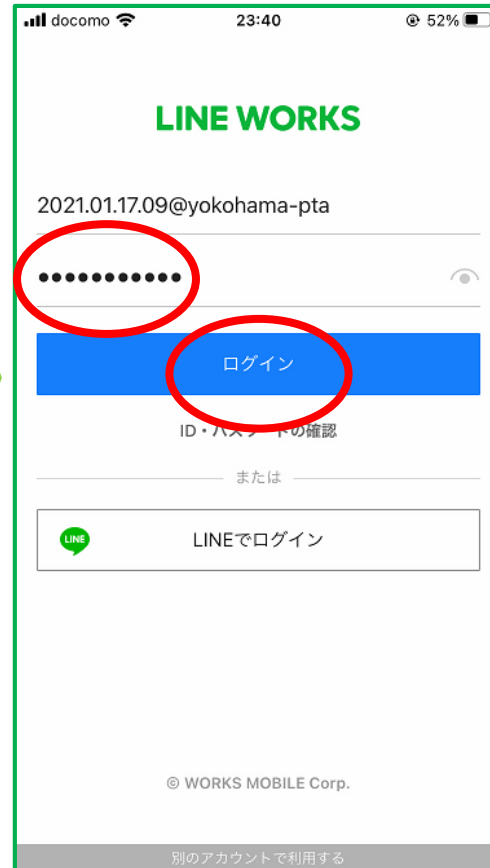 docomo 23:40 52%
LINE WORKS
2021.01.17.09@yokohama-pta
●●●●●●●●●●●
ログイン
ID・パスワードの確認
または
LINE LINEでログイン
© WORKS MOBILE Corp.
別のアカウントで利用する